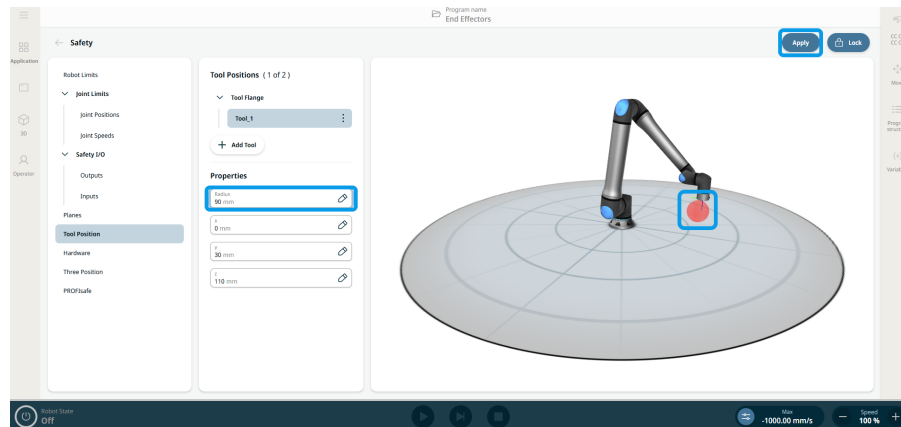 Program name
End Effectors
Safety
Apply
Lock
Application
3D
Operator
Robot Limits
Joint Limits
Joint Positions
Joint Speeds
Safety I/O
Outputs
Inputs
Planes
Tool Position
Hardware
Three Position
PROFIsafe
Tool Positions ( 1 of 2 )
Tool Flange
Tool_1
Add Tool
Properties
Radius
90 mm
X
0 mm
Y
30 mm
Z
110 mm
Robot State
Off
Max
-1000.00 mm/s
Speed
100 %